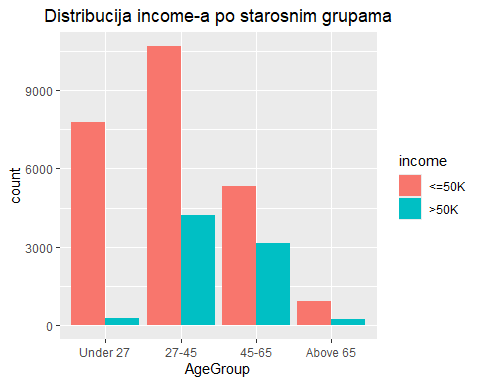 Distribucija income-a po starosnim grupama
count
9000
6000
3000
0
Under 27 27-45 45-65 Above 65
AgeGroup
income
<=50K
>50K